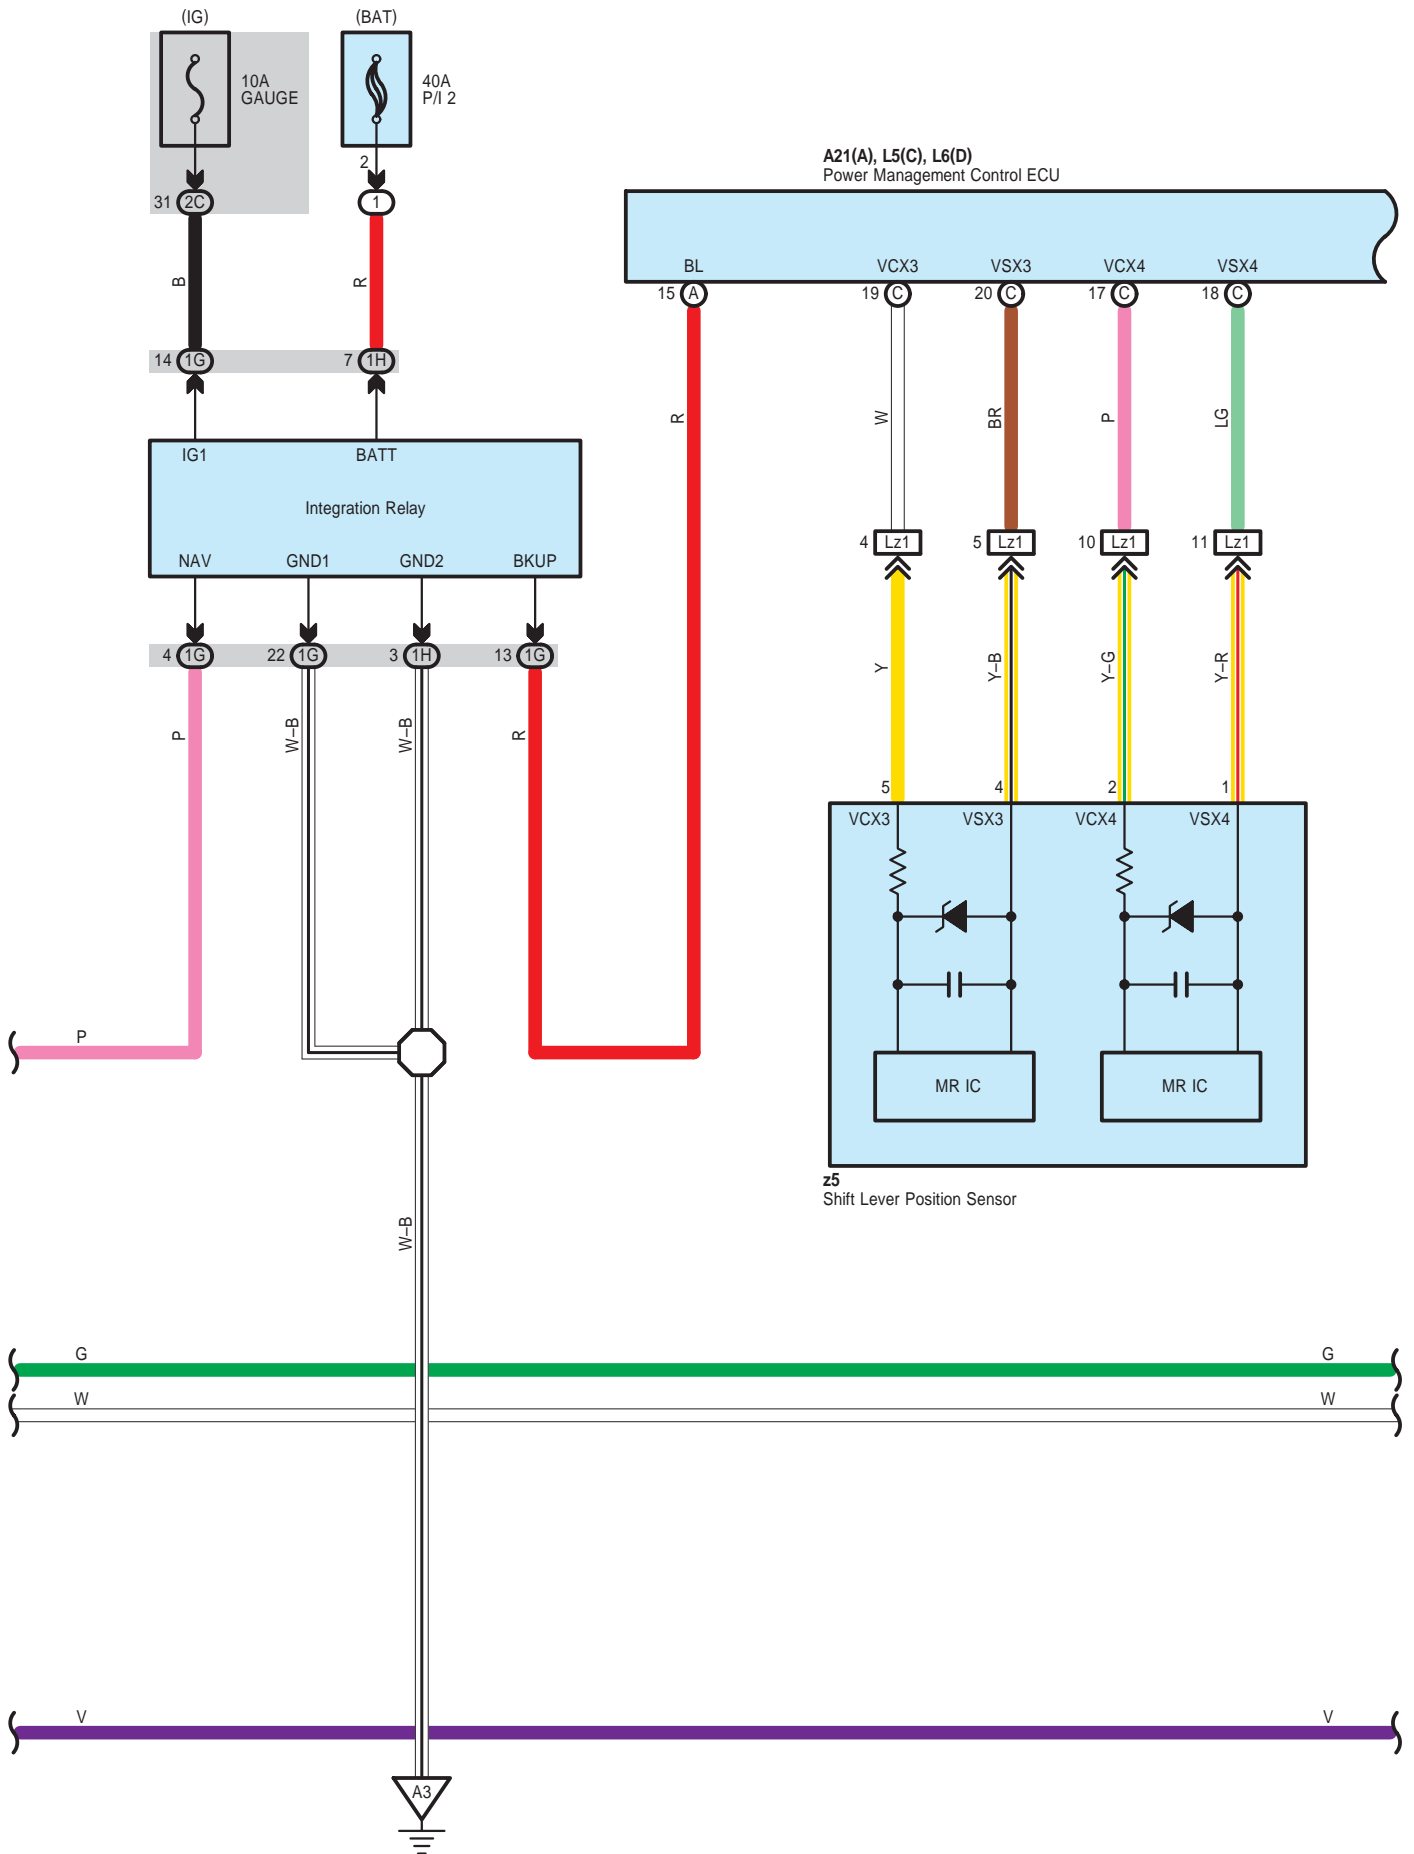 (IG) (BAT)
10A
GAUGE
40A
P/I 2
2
31 2C 1
B R
14 1G 7 1H
IG1 BATT
Integration Relay
NAV GND1 GND2 BKUP
4 1G 22 1G 3 1H 13 1G
P W–B W–B R
P
W–B
A21(A), L5(C), L6(D)
Power Management Control ECU
BL VCX3 VSX3 VCX4 VSX4
15 A 19 C 20 C 17 C 18 C
R W BR P LG
4 Lz1 5 Lz1 10 Lz1 11 Lz1
Y Y–B Y–G Y–R
5 4 2 1
VCX3 VSX3 VCX4 VSX4
MR IC MR IC
z5
Shift Lever Position Sensor
G G
W W
V V
A3